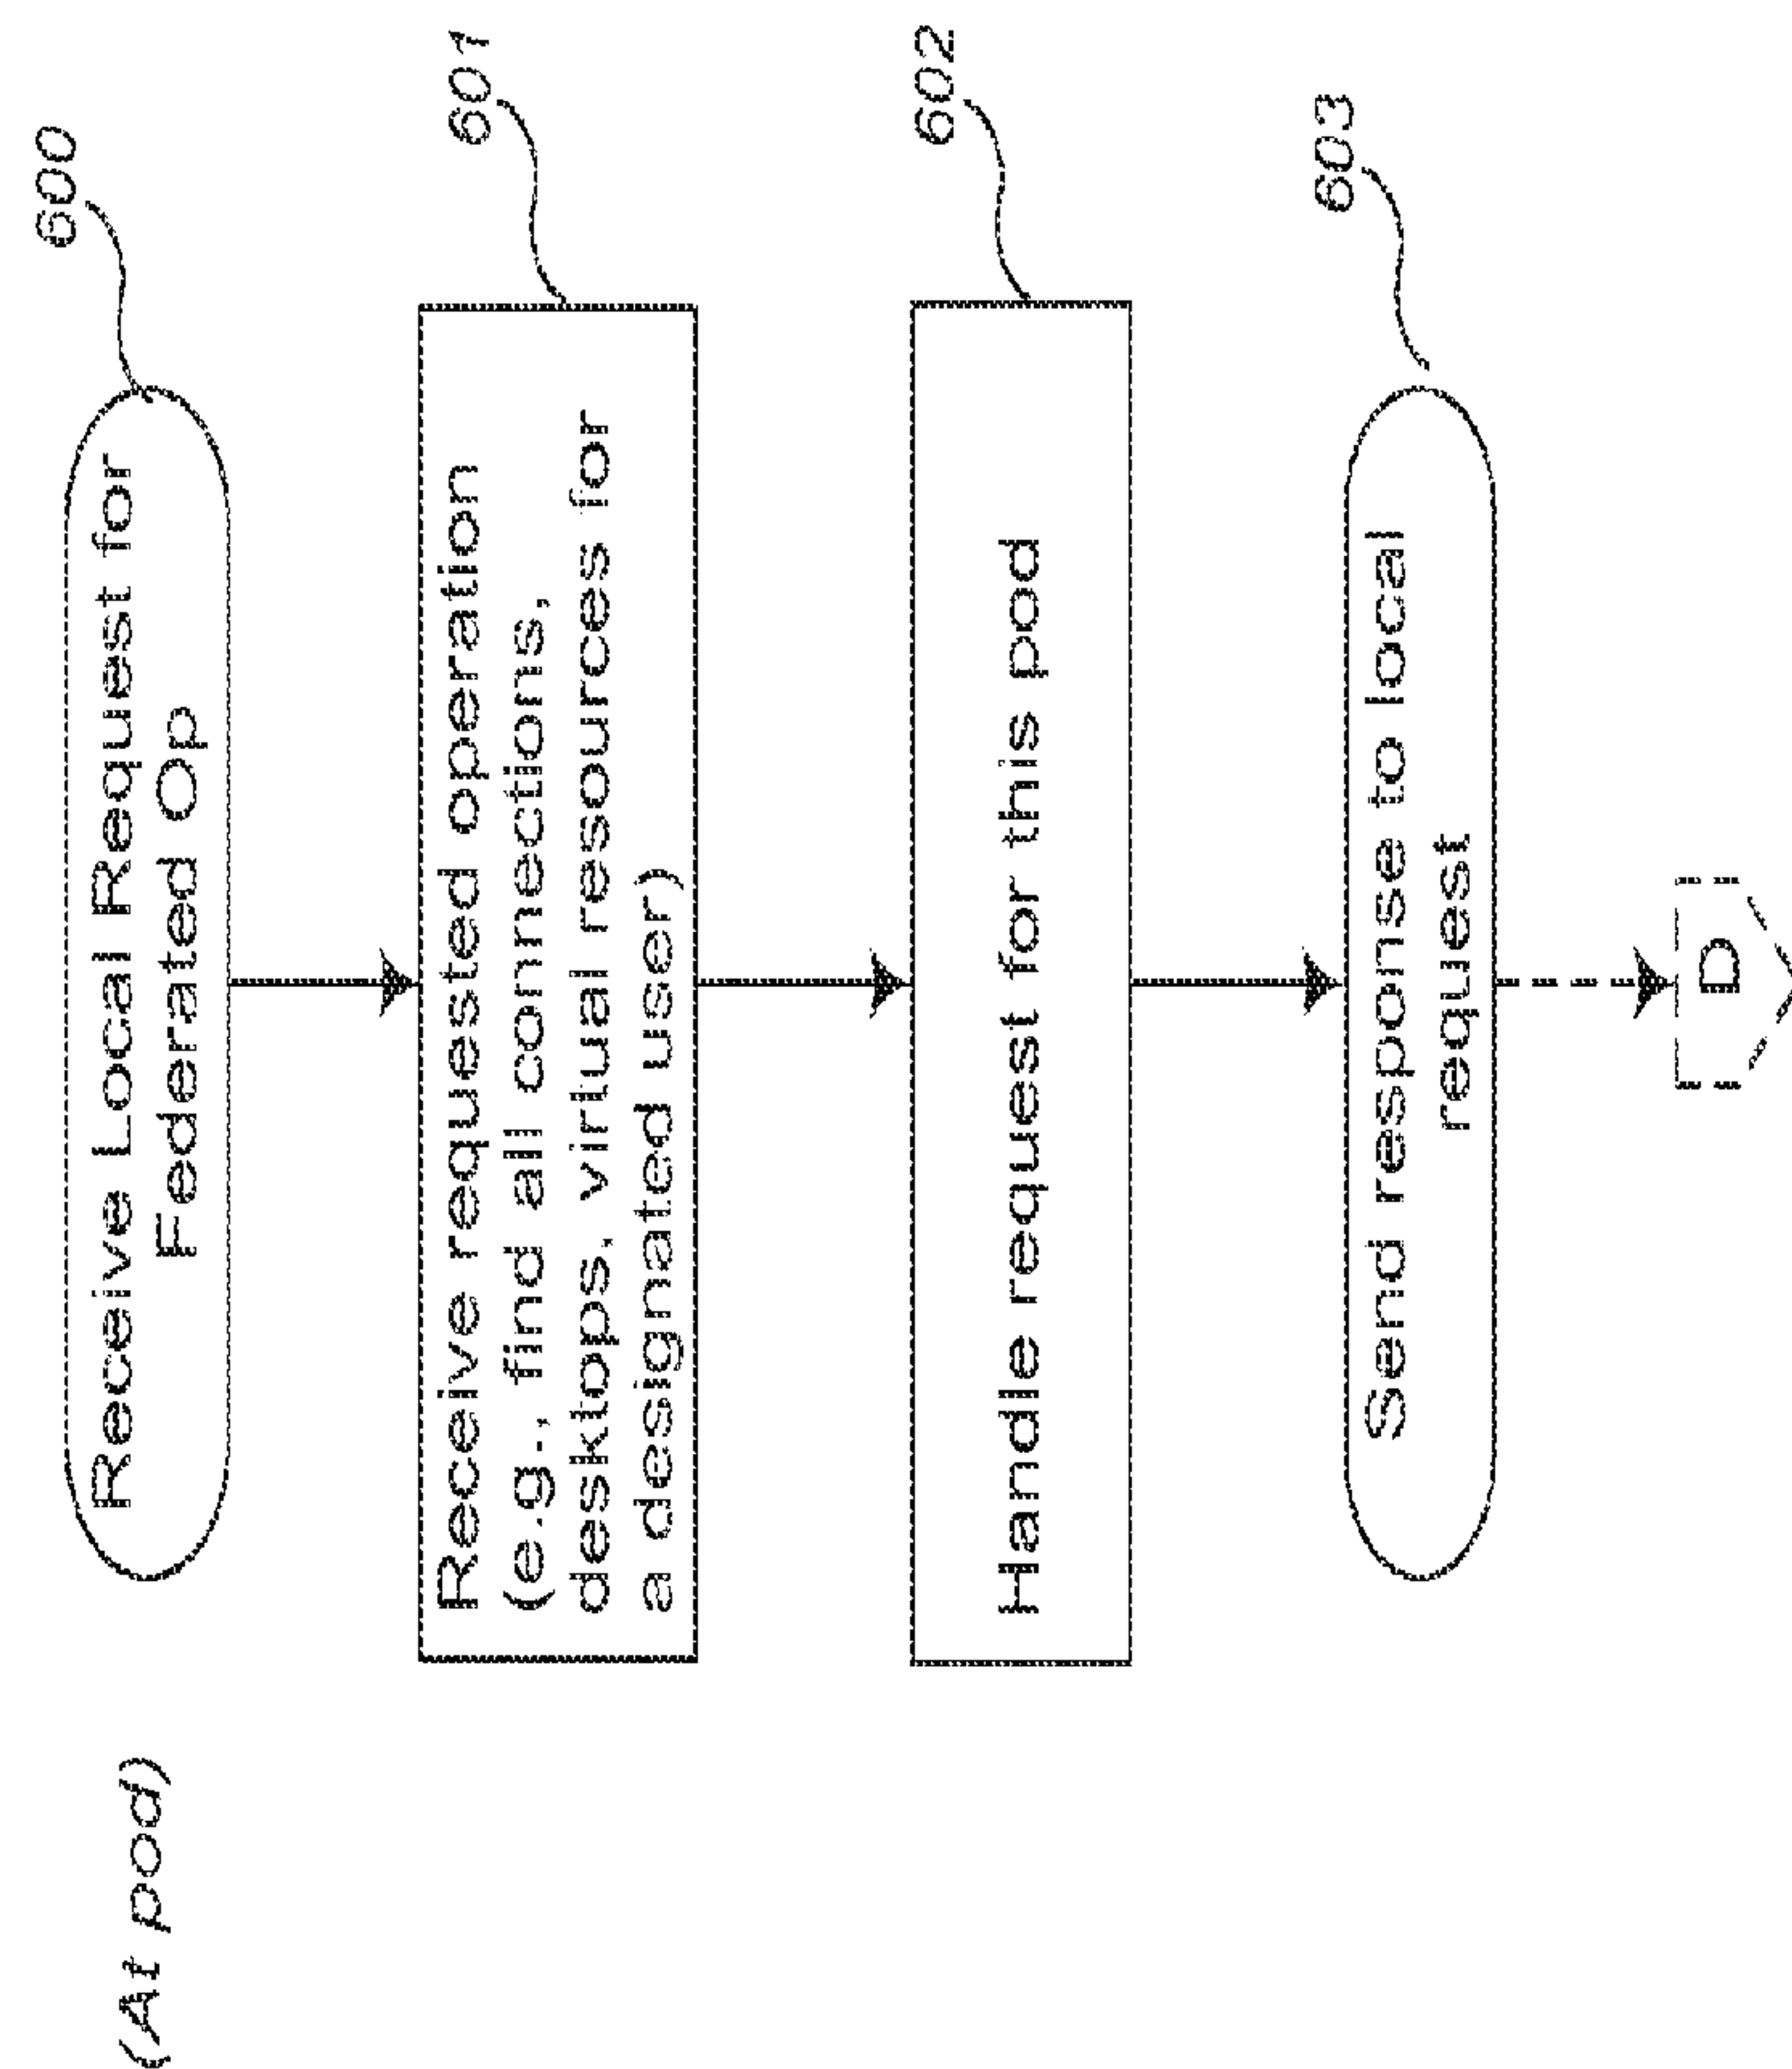 (At pod)
600
Receive Local Request for
Federated Op
601
Receive requested operation
(e.g., find all connections,
desktops, virtual resources for
a designated user)
602
Handle request for this pod
603
Send response to local
request
D